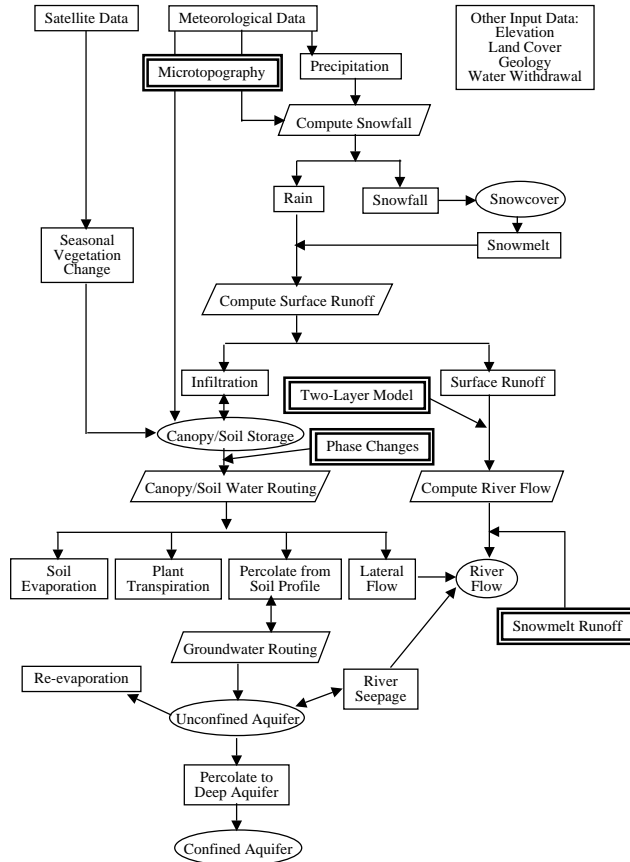 Satellite Data
Meteorological Data
Other Input Data:
Elevation
Land Cover
Geology
Water Withdrawal
Microtopography
Precipitation
Compute Snowfall
Rain
Snowfall
Snowcover
Snowmelt
Seasonal
Vegetation
Change
Compute Surface Runoff
Infiltration
Two-Layer Model
Surface Runoff
Canopy/Soil Storage
Phase Changes
Canopy/Soil Water Routing
Compute River Flow
Soil
Evaporation
Plant
Transpiration
Percolate from
Soil Profile
Lateral
Flow
River
Flow
Snowmelt Runoff
Groundwater Routing
Re-evaporation
River
Seepage
Unconfined Aquifer
Percolate to
Deep Aquifer
Confined Aquifer